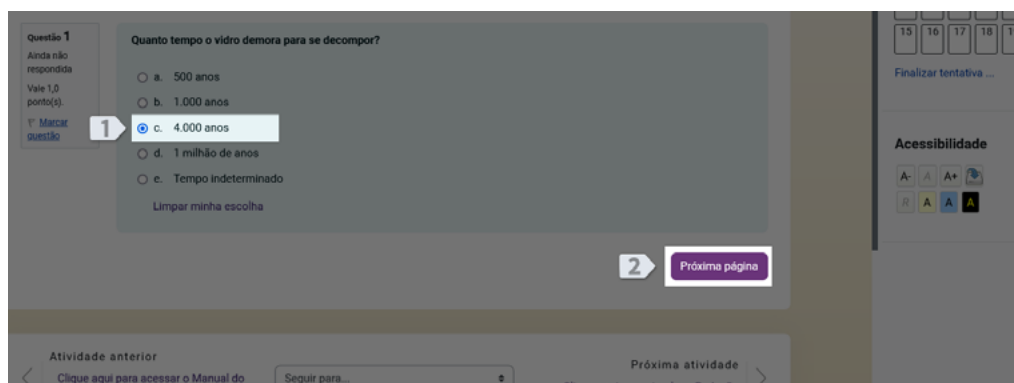 Questão 1
Ainda não
respondida
Vale 1,0
ponto(s).
Marcar
questão
Quanto tempo o vidro demora para se decompor?
a. 500 anos
b. 1.000 anos
1
c. 4.000 anos
d. 1 milhão de anos
e. Tempo indeterminado
Limpar minha escolha
2
Próxima página
15 16 17 18
Finalizar tentativa ...
Acessibilidade
A- A A+
R A A A
Atividade anterior
Clique aqui para acessar o Manual do
Seguir para...
Próxima atividade